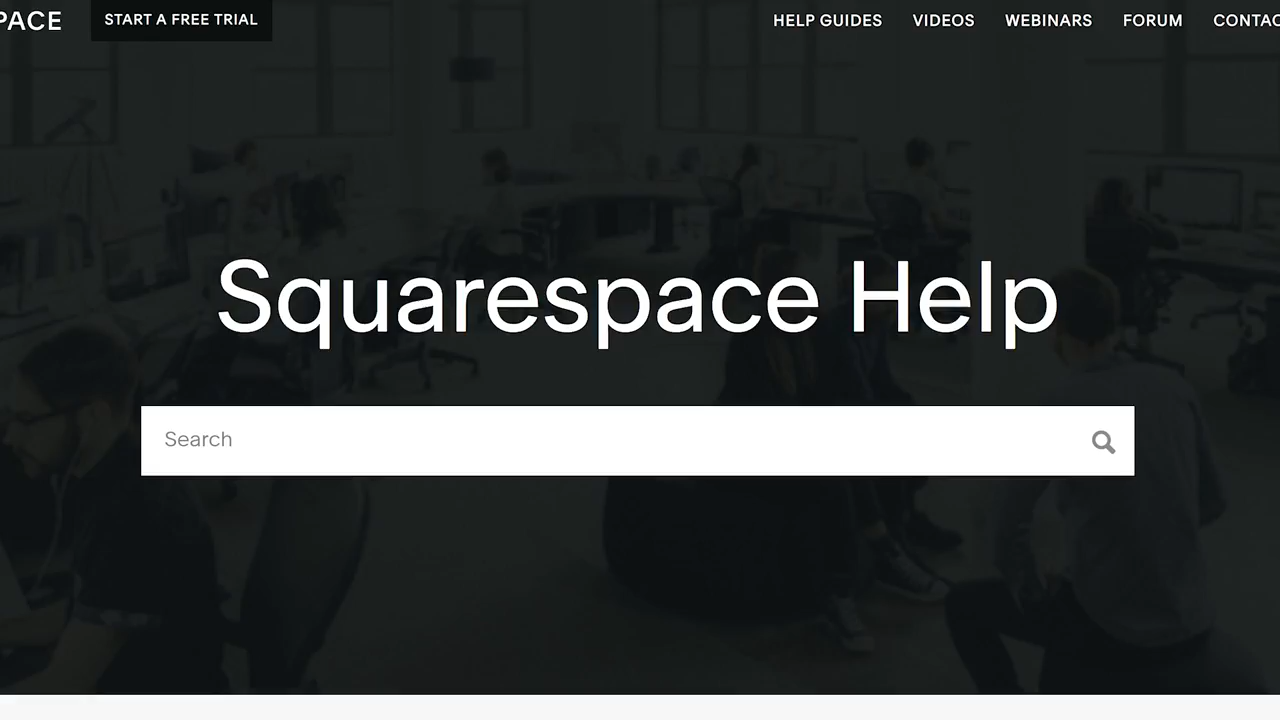 PACE START A FREE TRIAL HELP GUIDES VIDEOS WEBINARS FORUM CONTAC
Squarespace Help
Search